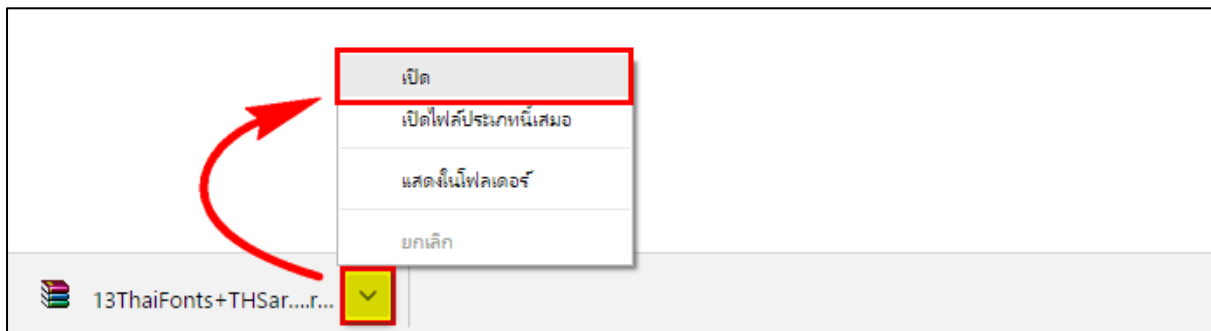 เปิด
เปิดไฟล์ประเภทนี้เสมอ
แสดงในโฟลเดอร์
ยกเลิก
13ThaiFonts+THSar....r...